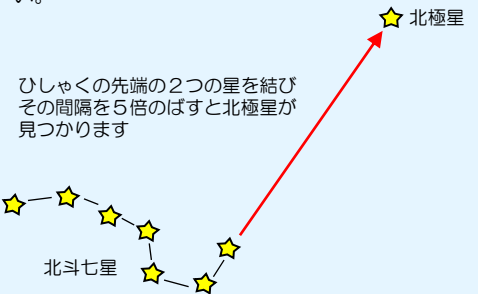 い。
北極星
ひしゃくの先端の２つの星を結び
その間隔を５倍のばすと北極星が
見つかります
北斗七星